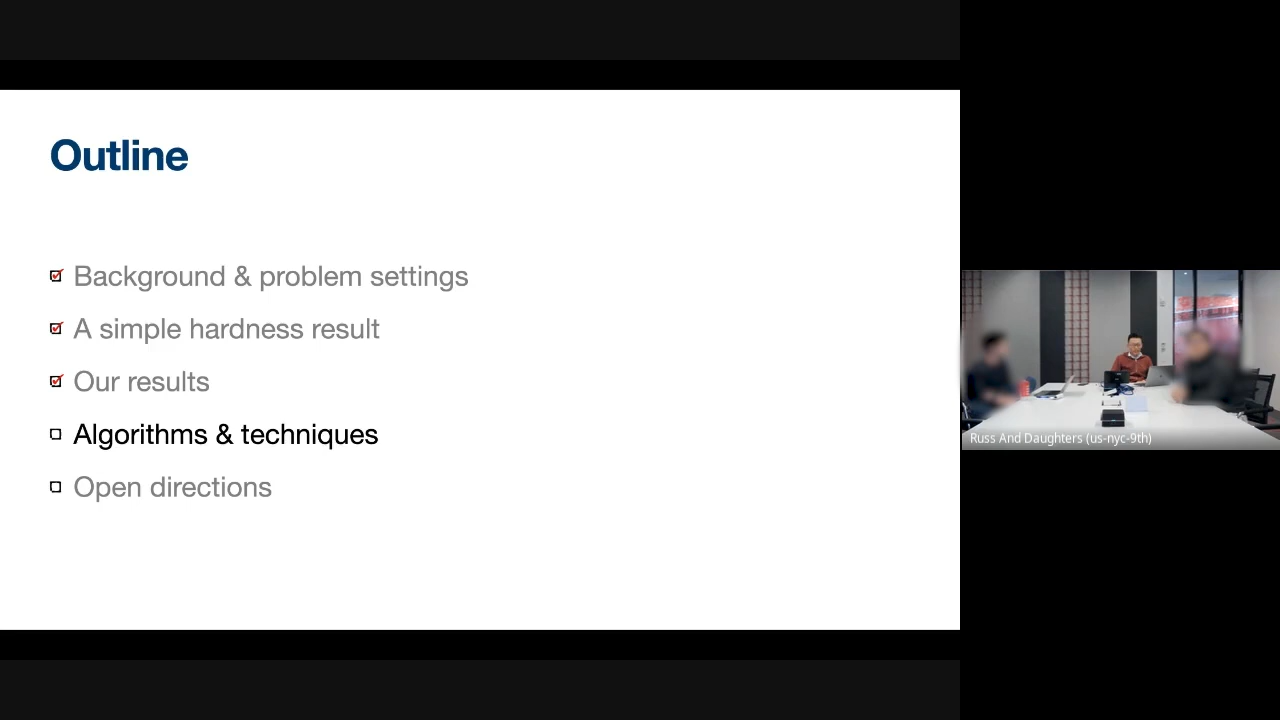 Outline
Background & problem settings
A simple hardness result
Our results
Algorithms & techniques
Open directions
Russ And Daughters (us-nyc-9th)